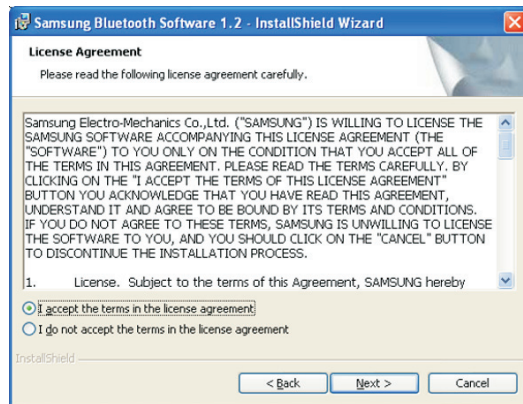 Samsung Bluetooth Software 1.2 - InstallShield Wizard
License Agreement
Please read the following license agreement carefully.
Samsung Electro-Mechanics Co.,Ltd. ("SAMSUNG") IS WILLING TO LICENSE THE
SAMSUNG SOFTWARE ACCOMPANYING THIS LICENSE AGREEMENT (THE
"SOFTWARE") TO YOU ONLY ON THE CONDITION THAT YOU ACCEPT ALL OF
THE TERMS IN THIS AGREEMENT. PLEASE READ THE TERMS CAREFULLY. BY
CLICKING ON THE "I ACCEPT THE TERMS OF THIS LICENSE AGREEMENT"
BUTTON YOU ACKNOWLEDGE THAT YOU HAVE READ THIS AGREEMENT,
UNDERSTAND IT AND AGREE TO BE BOUND BY ITS TERMS AND CONDITIONS.
IF YOU DO NOT AGREE TO THESE TERMS, SAMSUNG IS UNWILLING TO LICENSE
THE SOFTWARE TO YOU, AND YOU SHOULD CLICK ON THE "CANCEL" BUTTON
TO DISCONTINUE THE INSTALLATION PROCESS.
1. License. Subject to the terms of this Agreement, SAMSUNG hereby
I accept the terms in the license agreement
I do not accept the terms in the license agreement
InstallShield
< Back Next > Cancel